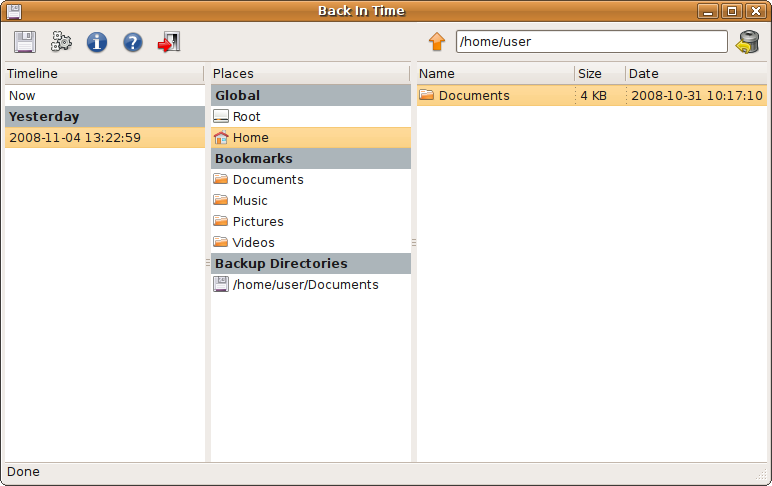 Back In Time
/home/user
Timeline
Now
Yesterday
2008-11-04 13:22:59
Places
Global
Root
Home
Bookmarks
Documents
Music
Pictures
Videos
Backup Directories
/home/user/Documents
Name Size Date
Documents 4 KB 2008-10-31 10:17:10
Done